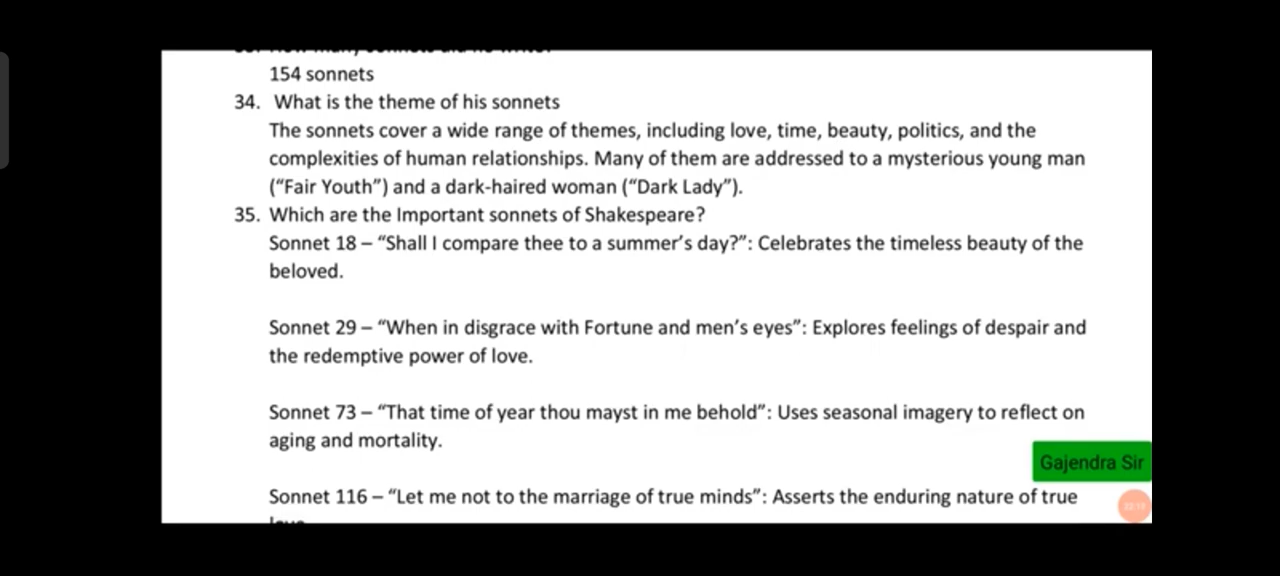 154 sonnets
34. What is the theme of his sonnets
The sonnets cover a wide range of themes, including love, time, beauty, politics, and the
complexities of human relationships. Many of them are addressed to a mysterious young man
(“Fair Youth”) and a dark-haired woman (“Dark Lady”).
35. Which are the Important sonnets of Shakespeare?
Sonnet 18 – “Shall I compare thee to a summer’s day?”: Celebrates the timeless beauty of the
beloved.
Sonnet 29 – “When in disgrace with Fortune and men’s eyes”: Explores feelings of despair and
the redemptive power of love.
Sonnet 73 – “That time of year thou mayst in me behold”: Uses seasonal imagery to reflect on
aging and mortality.
Gajendra Sir
Sonnet 116 – “Let me not to the marriage of true minds”: Asserts the enduring nature of true